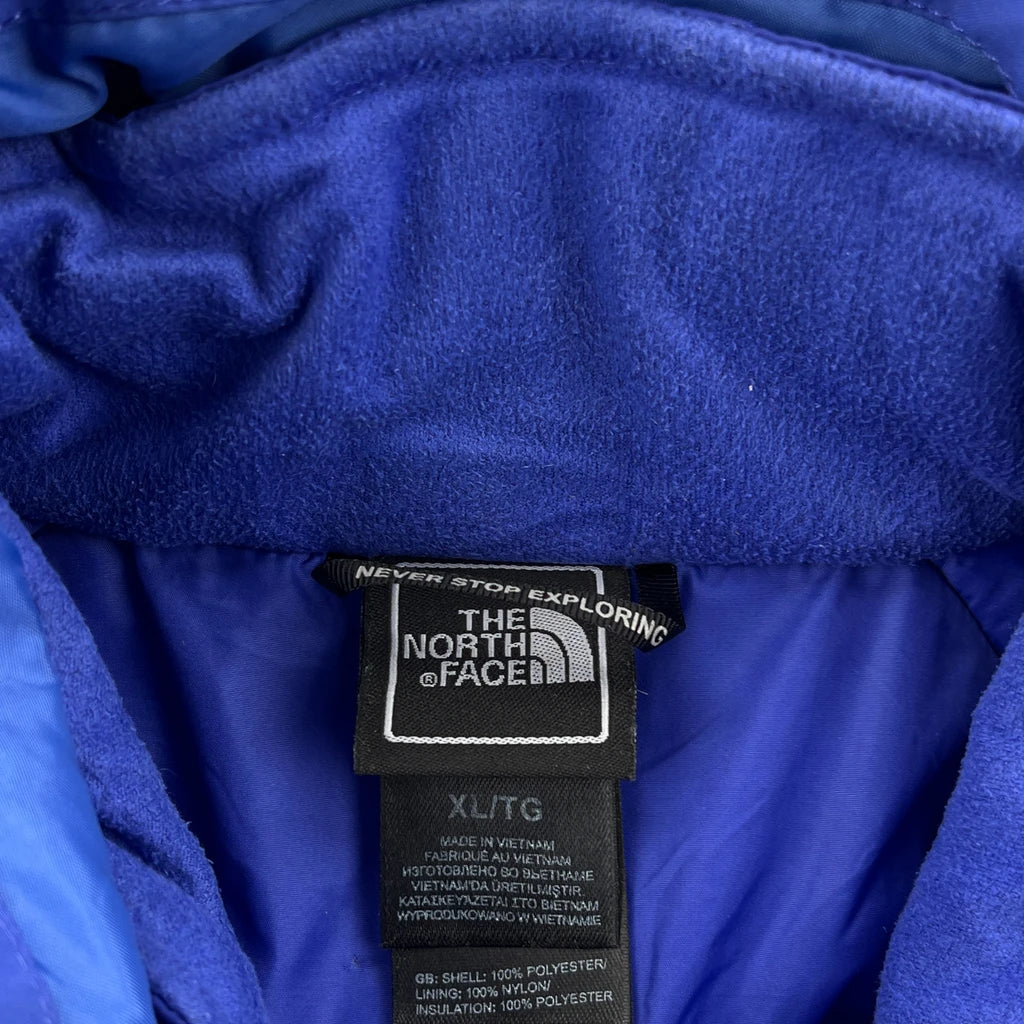 NEVER STOP EXPLORING
THE
NORTH
®FACE
XL/TG
MADE IN VIETNAM
FABRIQUÉ AU VIETNAM
ИЗГОТОВЛЕНО ВО ВЬЕТНАМЕ
VIETNAM'DA ÜRETILMIŞTIR.
ΚΑΤΑΣΚΕΥΑΖΕΤΑΙ ΣΤΟ ΒΙΕΤΝΑΜ
WYPRODUKOWANO W WIETNAMIE
GB: SHELL: 100% POLYESTER/
LINING: 100% NYLON/
INSULATION: 100% POLYESTER